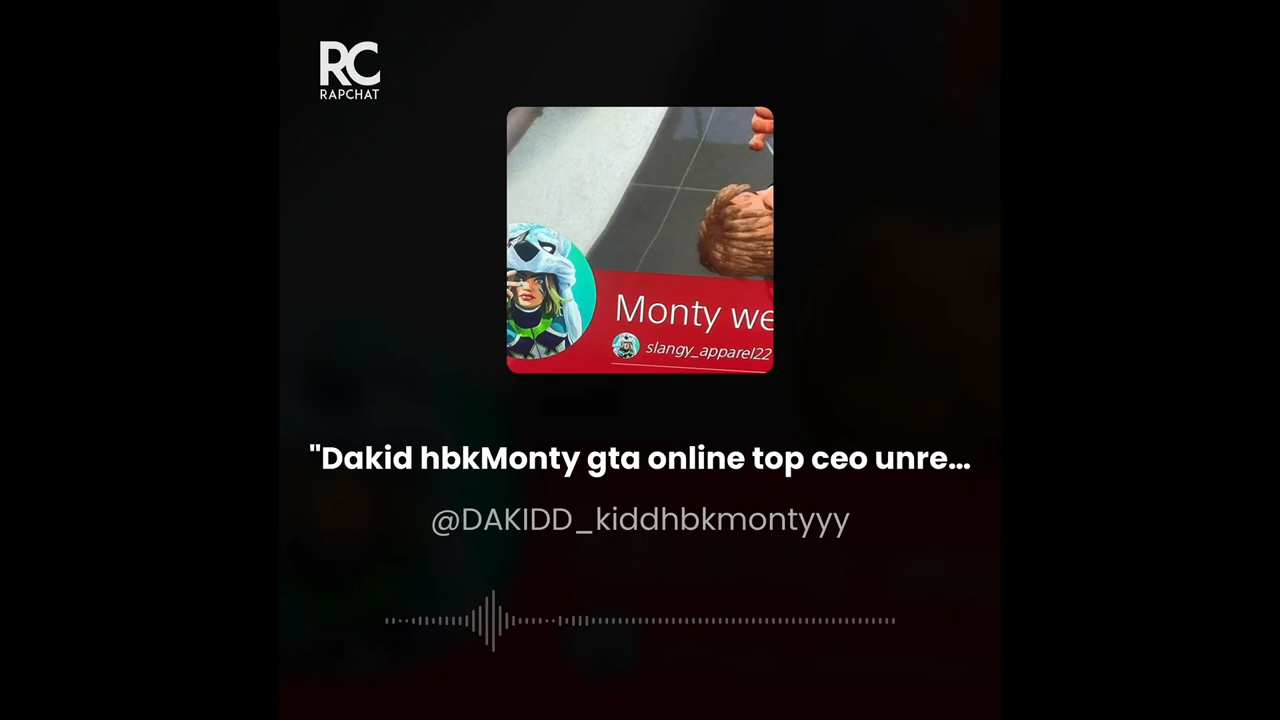 RC
RAPCHAT
Monty we
slangy_apparel22
"Dakid hbkMonty gta online top ceo unre...
@DAKIDD_kiddhbkmontyyy